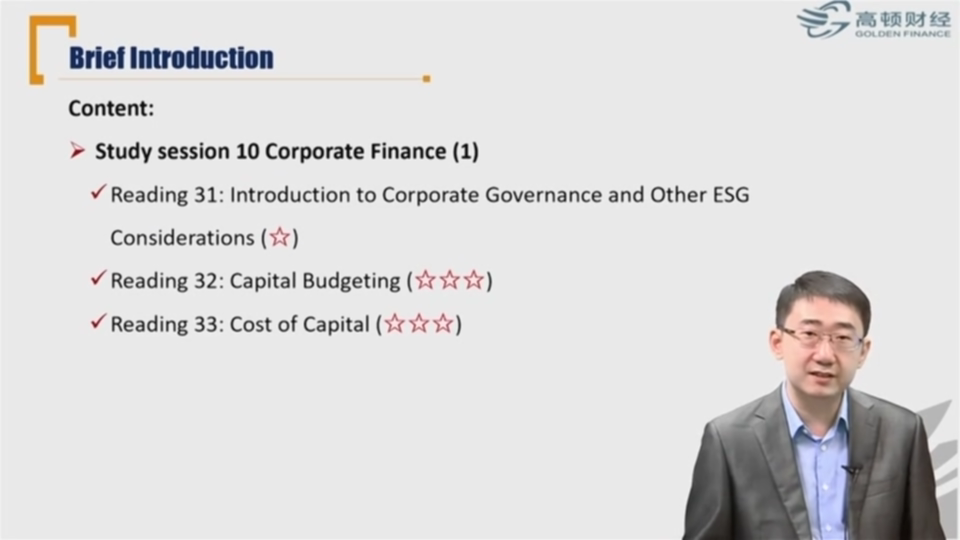 高顿财经
GOLDEN FINANCE
Brief Introduction
Content:
Study session 10 Corporate Finance (1)
Reading 31: Introduction to Corporate Governance and Other ESG
Considerations (☆)
Reading 32: Capital Budgeting (☆☆☆)
Reading 33: Cost of Capital (☆☆☆)